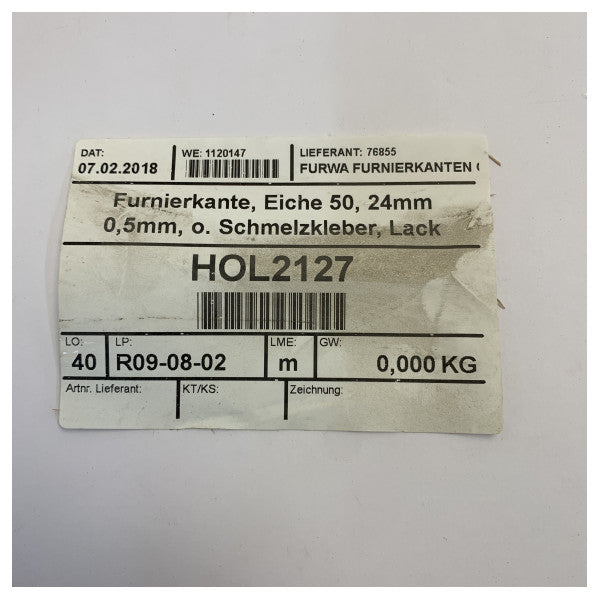 DAT:
07.02.2018
WE: 1120147
LIEFERANT: 76855
FURWA FURNIERKANTEN
Furnierkante, Eiche 50, 24mm
0,5mm, o. Schmelzkleber, Lack
HOL2127
LO: LP: LME: GW:
40 R09-08-02 m 0,000 KG
Artnr. Lieferant: KT/KS: Zeichnung: